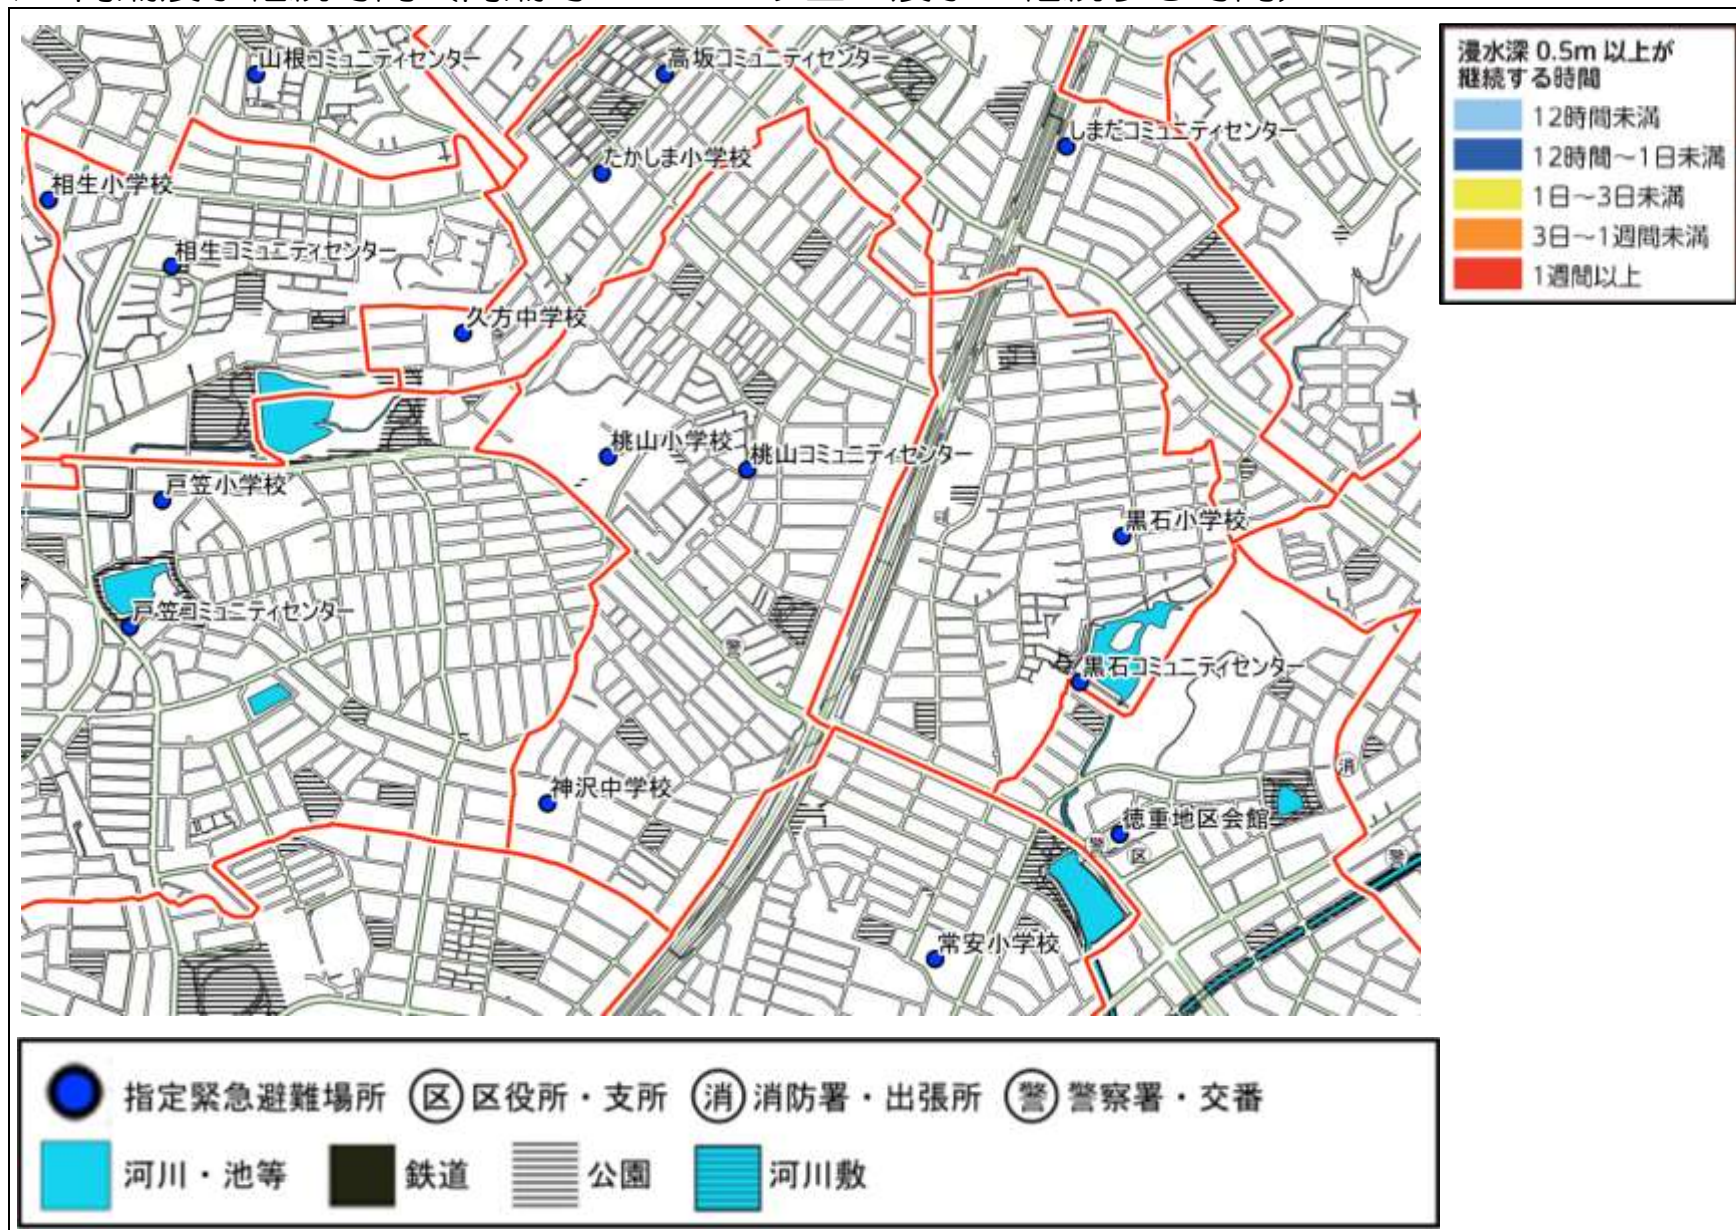 山根コミュニティセンター
高坂コミュニティセンター
しまだコミュニティセンター
たかしま小学校
相生小学校
相生コミュニティセンター
久方中学校
桃山小学校
桃山コミュニティセンター
戸笠小学校
黒石小学校
戸笠コミュニティセンター
警
黒石コミュニティセンター
消
神沢中学校
徳重地区会館
警
区
警
常安小学校
浸水深 0.5m 以上が
継続する時間
12時間未満
12時間～1日未満
1日～3日未満
3日～1週間未満
1週間以上
指定緊急避難場所 区 区役所・支所 消 消防署・出張所 警 警察署・交番
河川・池等 鉄道 公園 河川敷